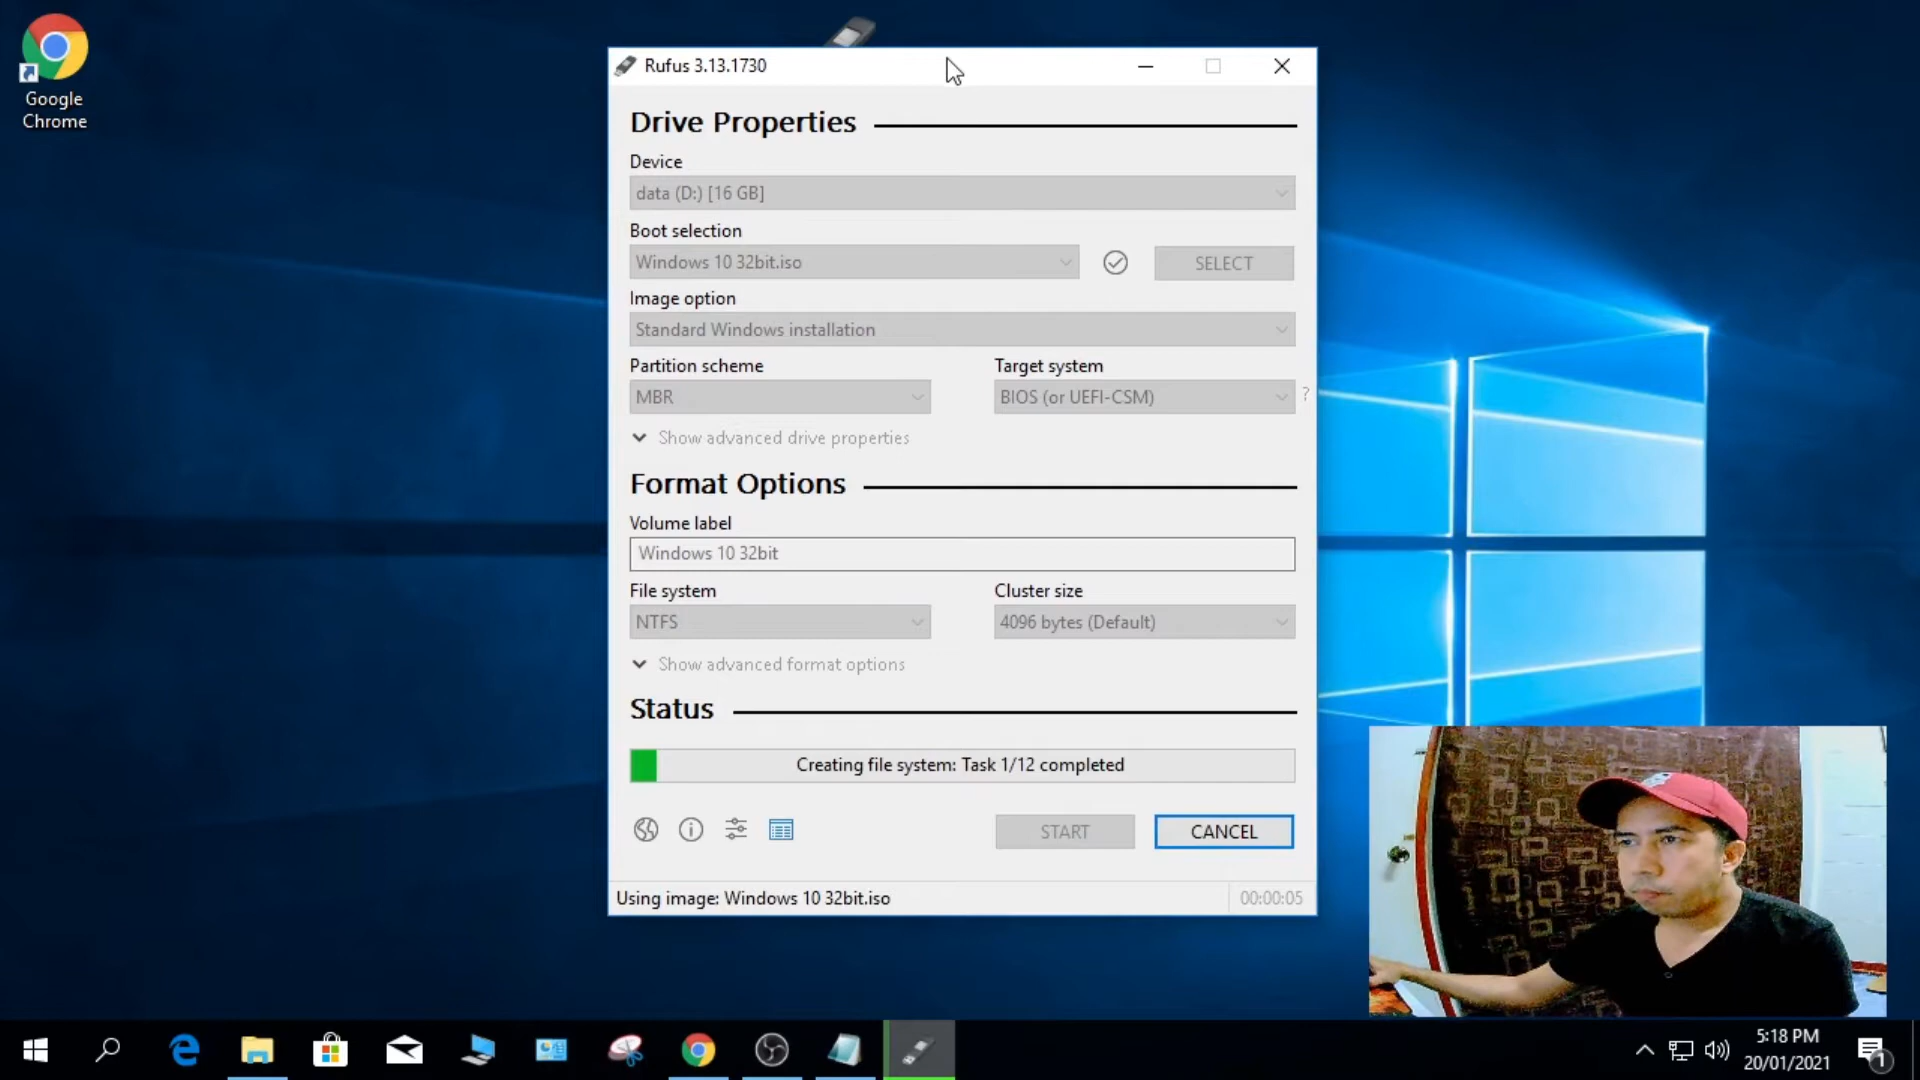 Google
Chrome
Rufus 3.13.1730
Drive Properties
Device
data (D:) [16 GB]
Boot selection
Windows 10 32bit.iso
SELECT
Image option
Standard Windows installation
Partition scheme
Target system
MBR
BIOS (or UEFI-CSM)
?
Show advanced drive properties
Format Options
Volume label
Windows 10 32bit
File system
Cluster size
NTFS
4096 bytes (Default)
Show advanced format options
Status
Creating file system: Task 1/12 completed
START
CANCEL
Using image: Windows 10 32bit.iso
00:00:05
5:18 PM
20/01/2021
1